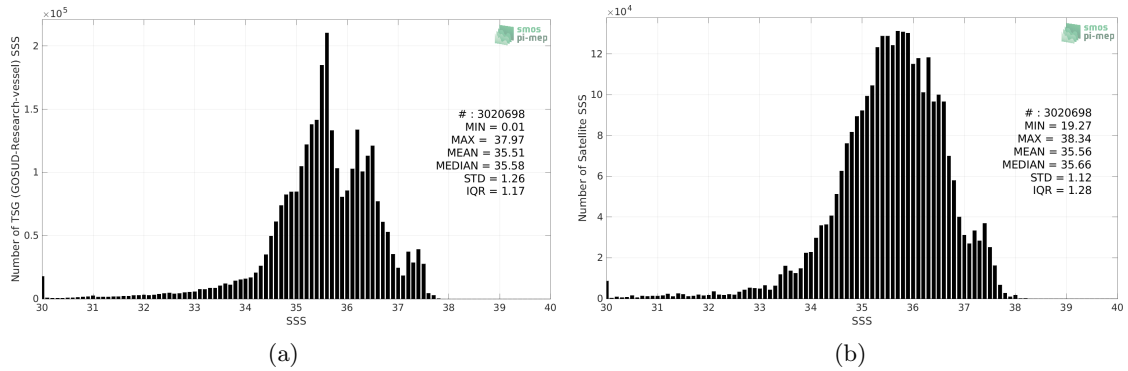 ×10⁵
Number of TSG (GOSUD-Research-vessel) SSS
2
1.5
1
0.5
0
30 31 32 33 34 35 36 37 38 39 40
SSS
smos
pi-mep
# : 3020698
MIN = 0.01
MAX = 37.97
MEAN = 35.51
MEDIAN = 35.58
STD = 1.26
IQR = 1.17
(a)
×10⁴
Number of Satellite SSS
12
10
8
6
4
2
0
30 31 32 33 34 35 36 37 38 39 40
SSS
smos
pi-mep
# : 3020698
MIN = 19.27
MAX = 38.34
MEAN = 35.56
MEDIAN = 35.66
STD = 1.12
IQR = 1.28
(b)